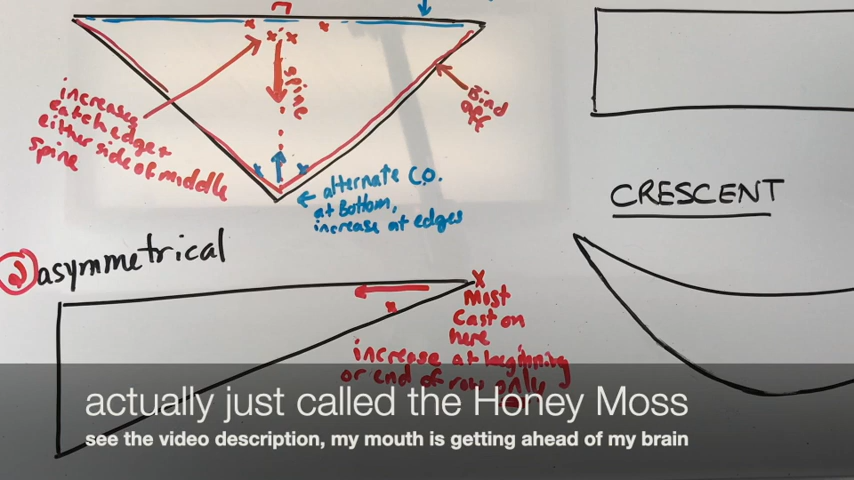 increases
@ each edge +
either side of middle
spine
spine
Bind
off
alternate C.O.
at Bottom,
increase at edges
CRESCENT
2 asymmetrical
x
Most
Cast on
here
increase at beginning
or end of row only
actually just called the Honey Moss
see the video description, my mouth is getting ahead of my brain